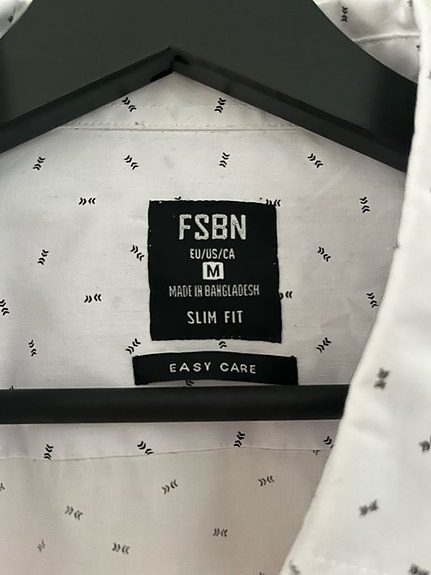 FSBN
EU/US/CA
M
MADE IN BANGLADESH
SLIM FIT
EASY CARE